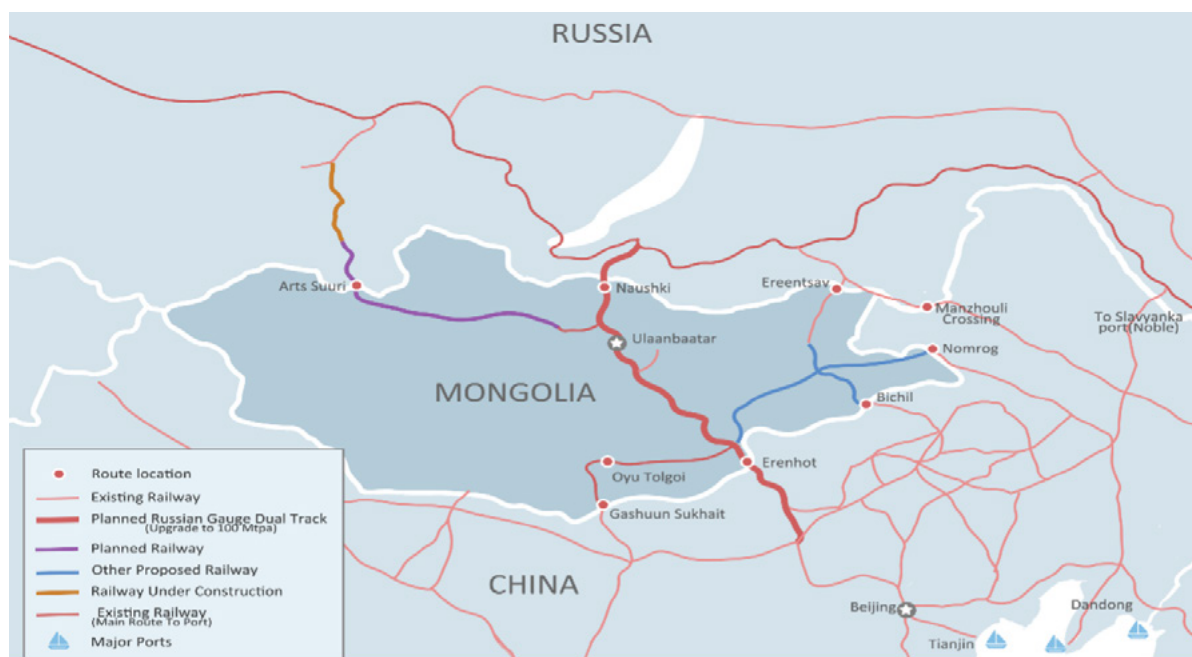 RUSSIA
Arts Suuri
Naushki
Ereentsav
Manzhouli
Crossing
To Slavyanka
port(Noble)
Ulaanbaatar
Nomrog
MONGOLIA
Bichil
Oyu Tolgoi
Erenhot
Gashuun Sukhait
CHINA
Beijing
Dandong
Tianjin
Route location
Existing Railway
Planned Russian Gauge Dual Track
(Upgrade to 100 Mtpa)
Planned Railway
Other Proposed Railway
Railway Under Construction
Existing Railway
(Main Route To Port)
Major Ports